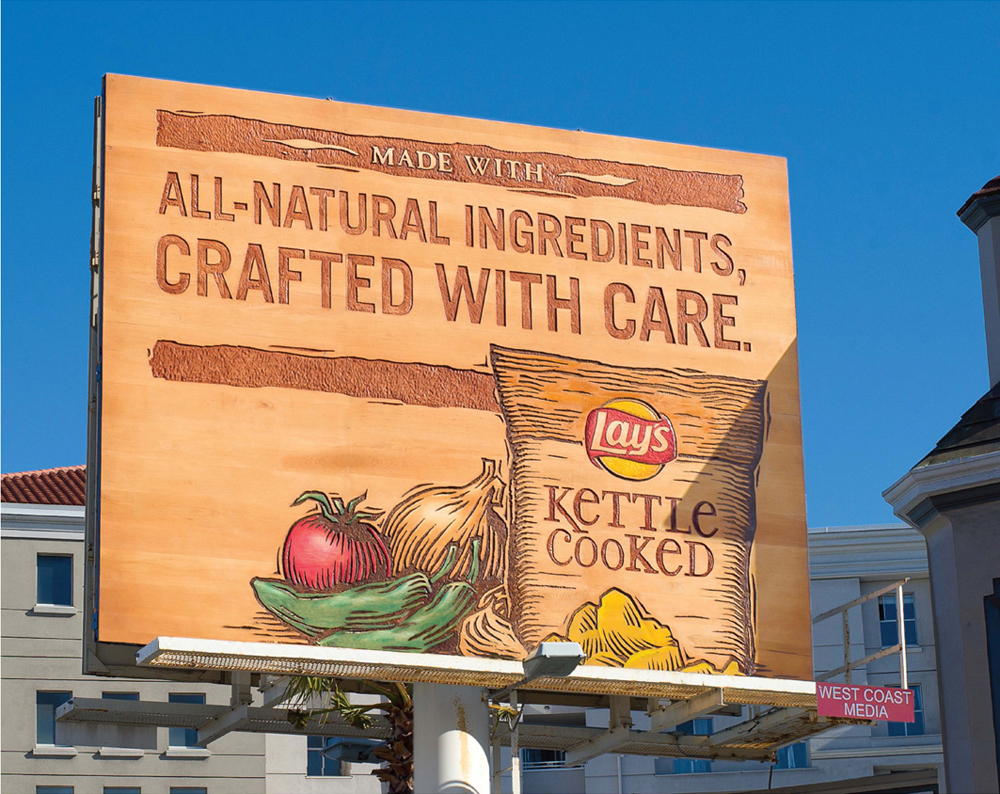 MADE WITH
ALL-NATURAL INGREDIENTS,
CRAFTED WITH CARE.
Lay's
KETTLE
COOKED
WEST COAST
MEDIA